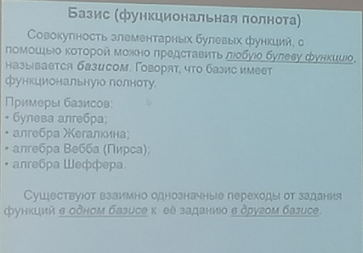 Базис (функциональная полнота)
Совокупность элементарных булевых функций, с
помощью которой можно представить любую булеву функцию,
называется базисом. Говорят, что базис имеет
функциональную полноту.
Примеры базисов:
• булева алгебра;
• алгебра Жегалкина;
• алгебра Вебба (Пирса);
• алгебра Шеффера.
Существуют взаимно однозначные переходы от задания
функций в одном базисе к её заданию в другом базисе.